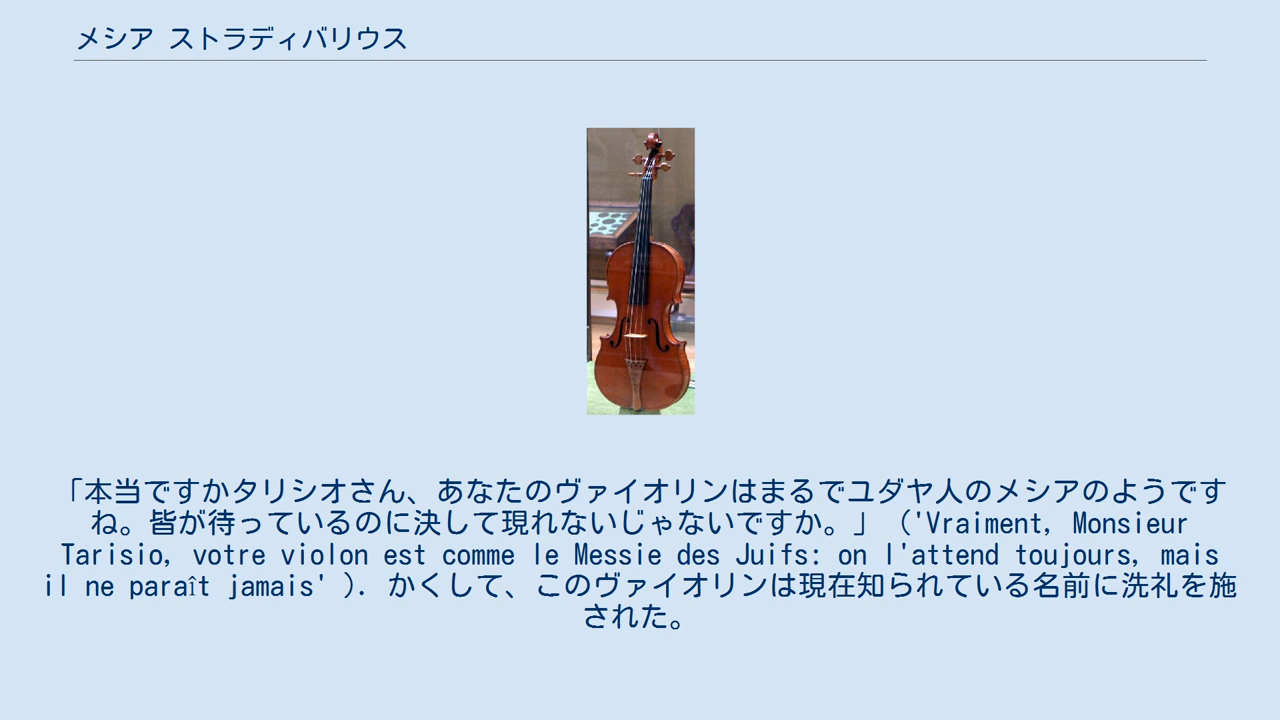 メシア ストラディバリウス
「本当ですかタリシオさん、あなたのヴァイオリンはまるでユダヤ人のメシアのようです
ね。皆が待っているのに決して現れないじゃないですか。」 ('Vraiment, Monsieur
Tarisio, votre violon est comme le Messie des Juifs: on l'attend toujours, mais
il ne paraît jamais' ). かくして、このヴァイオリンは現在知られている名前に洗礼を施
された。